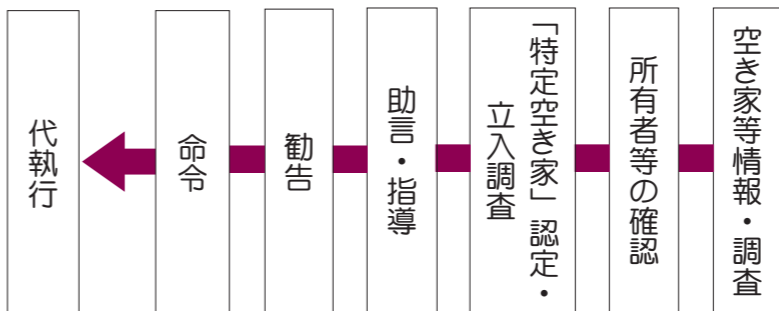 空き家等情報・調査
所有者等の確認
「特定空き家」認定・
立入調査
助言・指導
勧告
命令
代執行